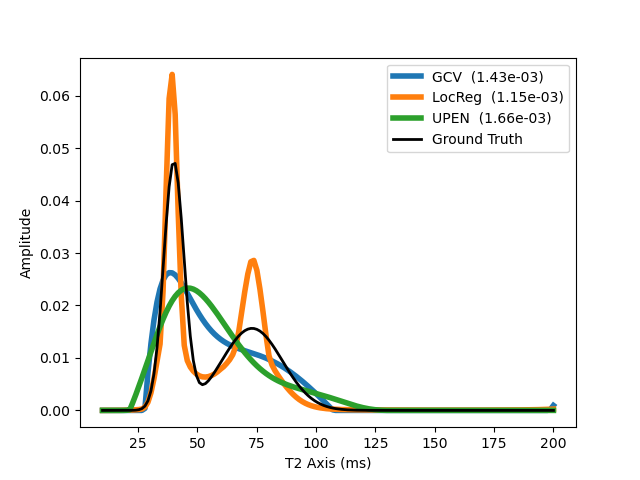 GCV (1.43e-03)
LocReg (1.15e-03)
UPEN (1.66e-03)
Ground Truth
0.06
0.05
0.04
0.03
0.02
0.01
0.00
Amplitude
25 50 75 100 125 150 175 200
T2 Axis (ms)